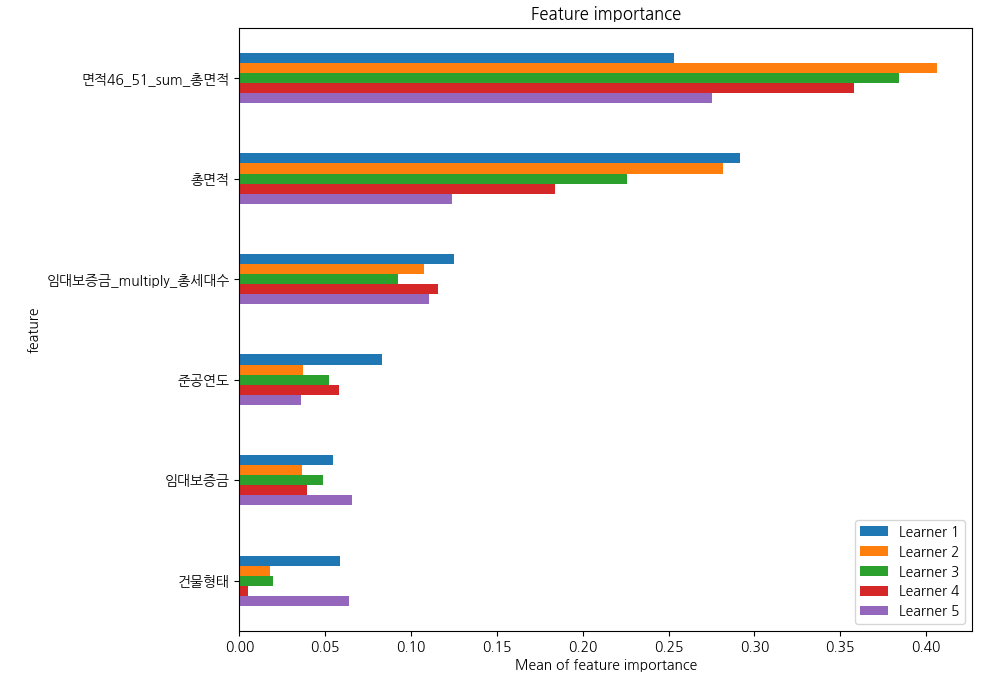 Feature importance
면적46_51_sum_총면적
총면적
임대보증금_multiply_총세대수
준공연도
임대보증금
건물형태
feature
0.00 0.05 0.10 0.15 0.20 0.25 0.30 0.35 0.40
Mean of feature importance
Learner 1
Learner 2
Learner 3
Learner 4
Learner 5